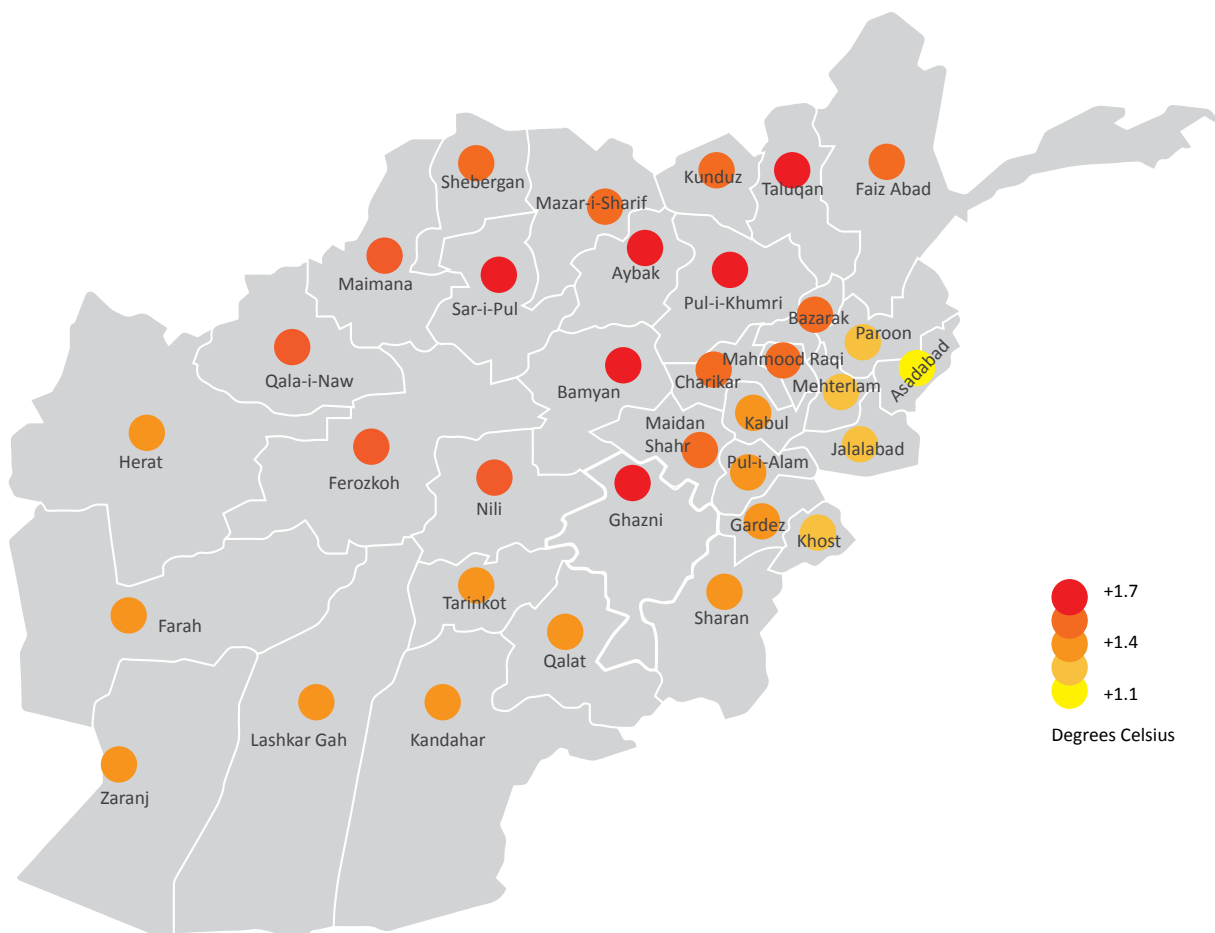 Shebergan
Kunduz
Taluqan
Faiz Abad
Mazar-i-Sharif
Aybak
Maimana
Sar-i-Pul
Pul-i-Khumri
Bazarak
Paroon
Qala-i-Naw
Bamyan
Charikar
Mahmood Raqi
Mehterlam
Asadabad
Herat
Ferozkoh
Nili
Maidan
Shahr
Kabul
Jalalabad
Pul-i-Alam
Ghazni
Gardez
Khost
Farah
Tarinkot
Qalat
Sharan
Zaranj
Lashkar Gah
Kandahar
+1.7
+1.4
+1.1
Degrees Celsius